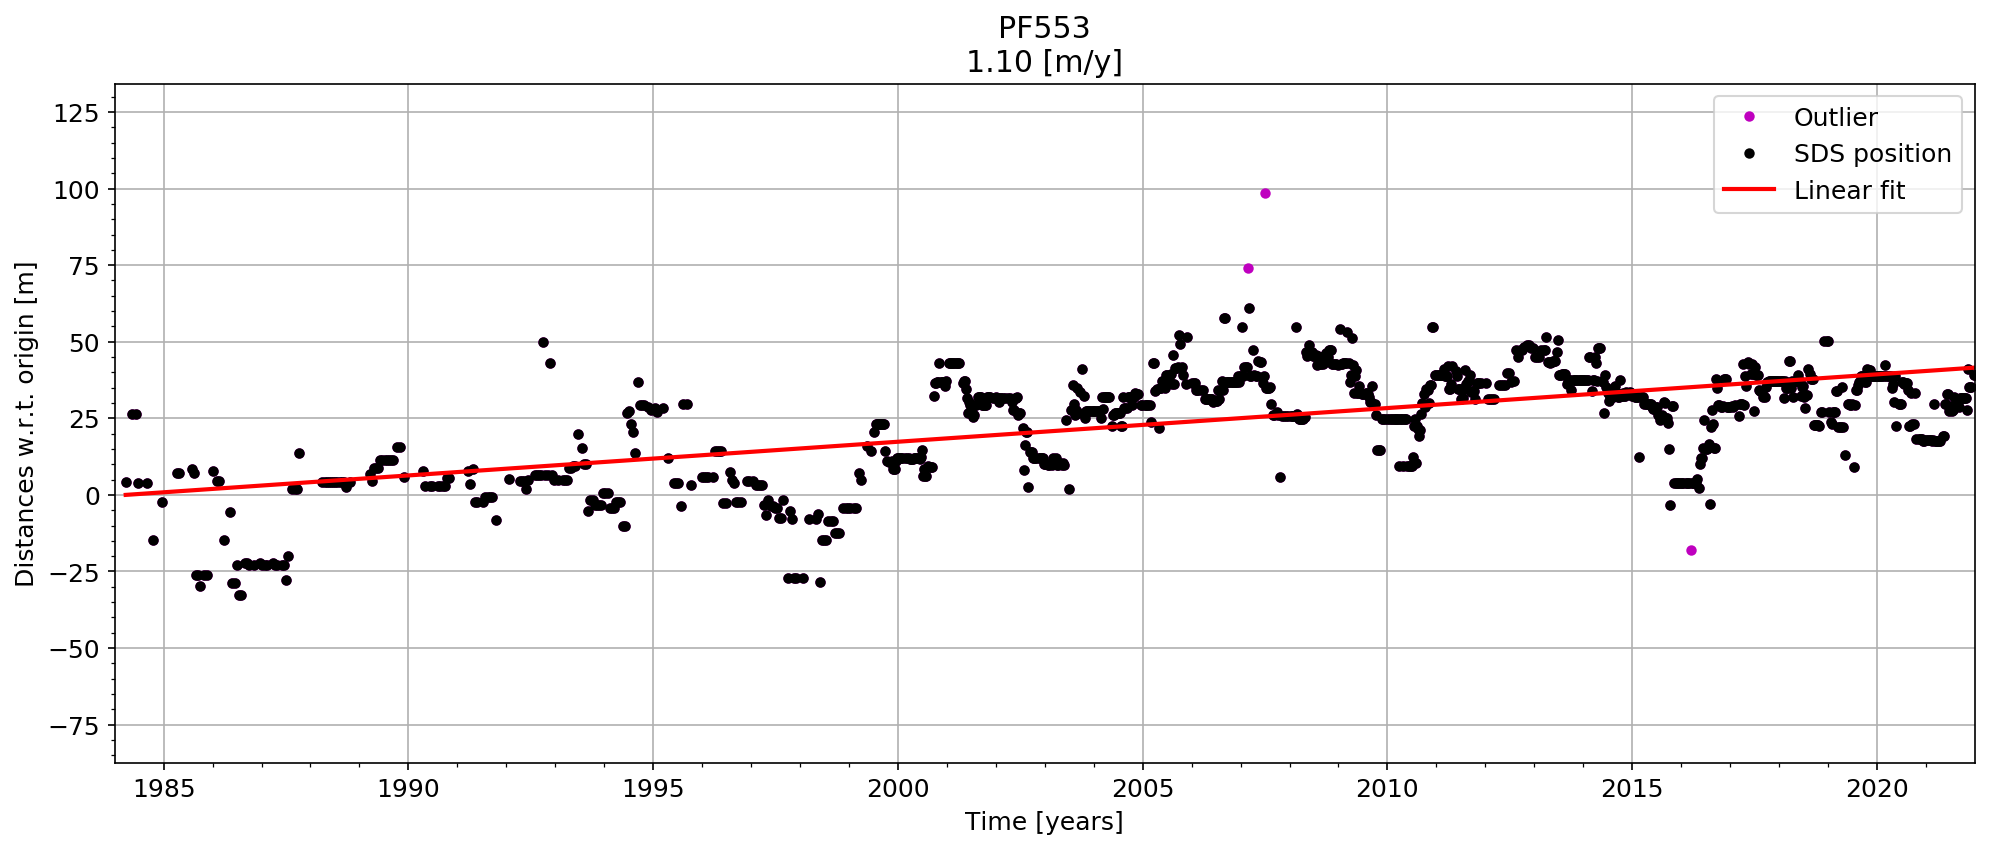 PF553
1.10 [m/y]
Distances w.r.t. origin [m]
125
100
75
50
25
0
−25
−50
−75
Outlier
SDS position
Linear fit
1985 1990 1995 2000 2005 2010 2015 2020
Time [years]